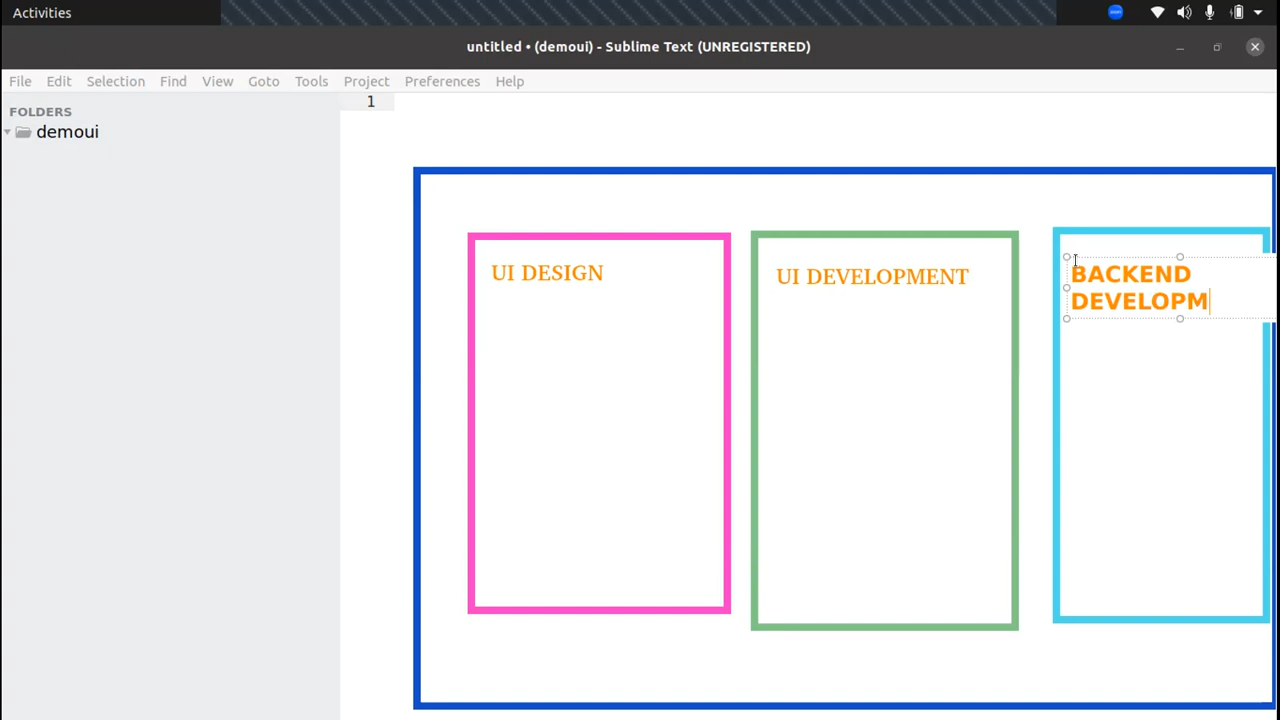 Activities
untitled • (demoui) - Sublime Text (UNREGISTERED)
File Edit Selection Find View Goto Tools Project Preferences Help
FOLDERS
demoui
1
UI DESIGN
UI DEVELOPMENT
BACKEND
DEVELOPM